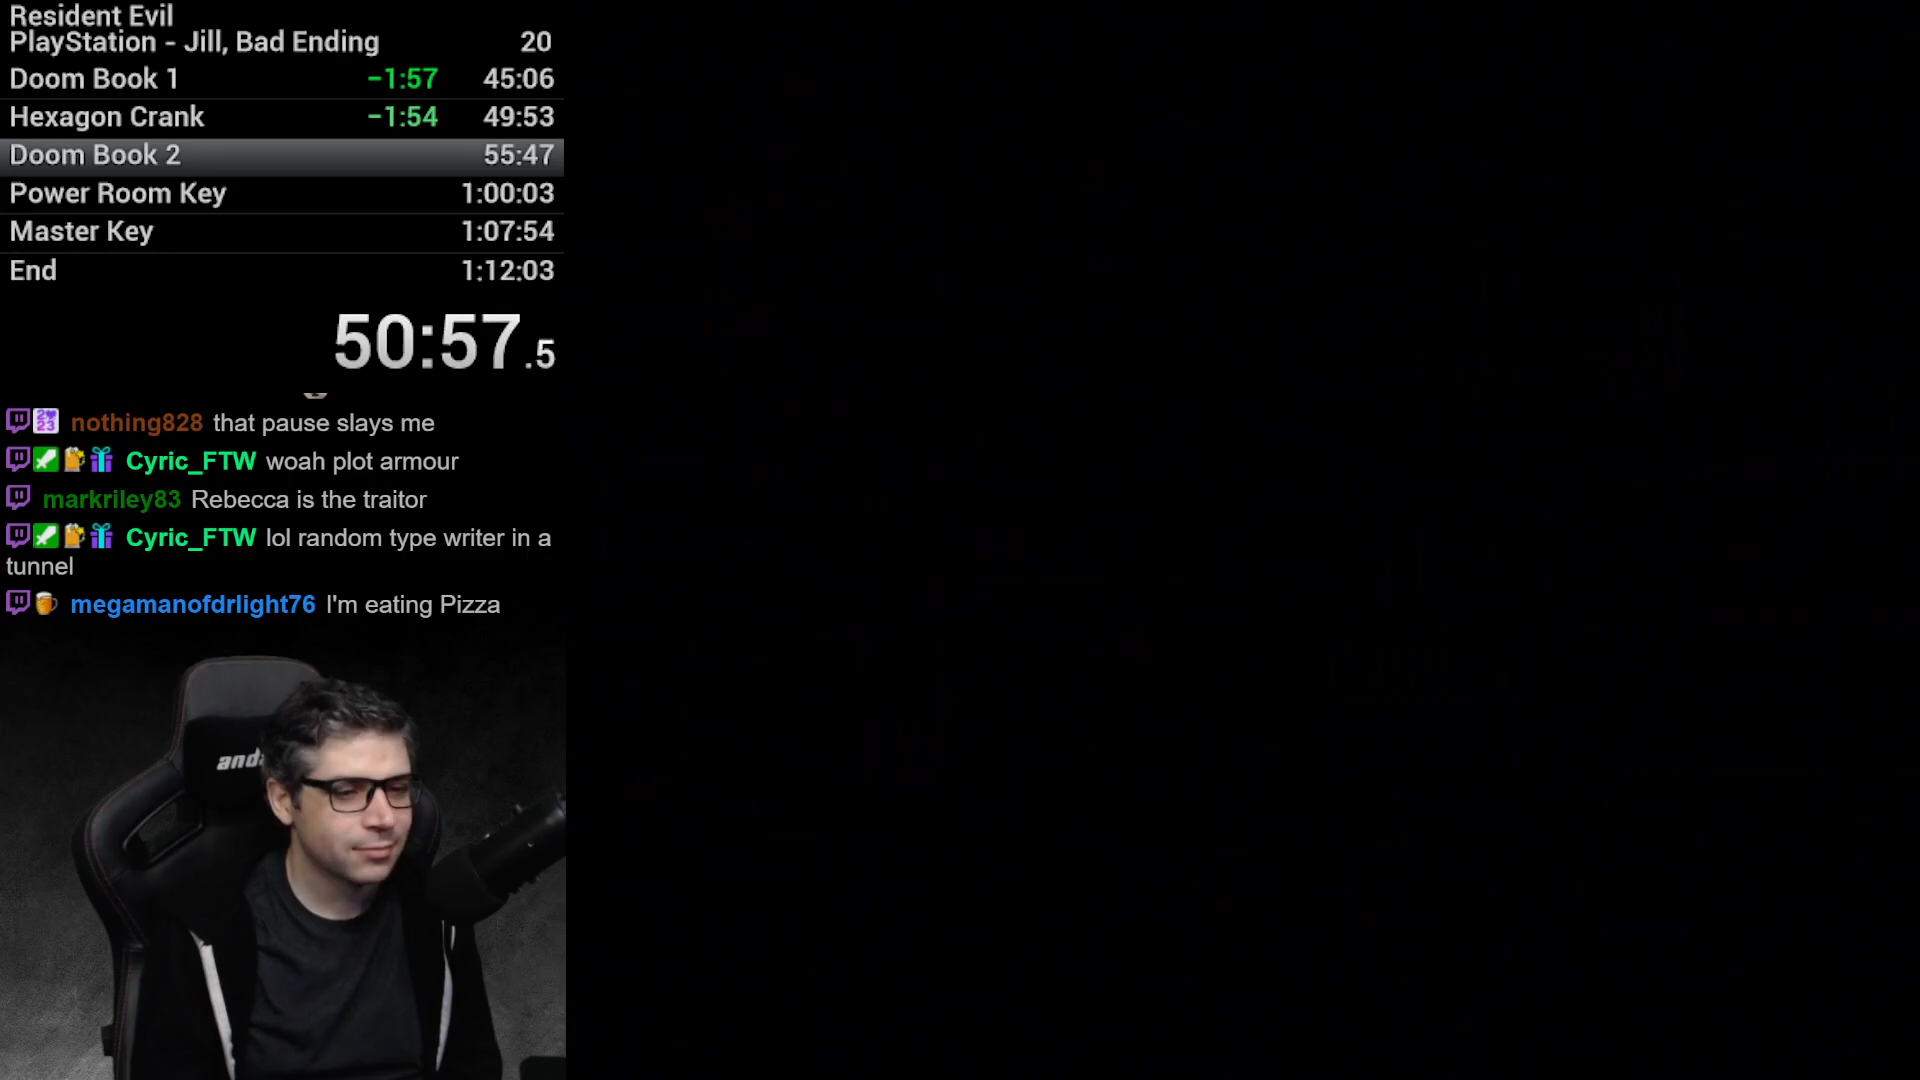 Resident Evil
PlayStation - Jill, Bad Ending 20
Doom Book 1 −1:57 45:06
Hexagon Crank −1:54 49:53
Doom Book 2 55:47
Power Room Key 1:00:03
Master Key 1:07:54
End 1:12:03
50:57.5
nothing828 that pause slays me
Cyric_FTW woah plot armour
markriley83 Rebecca is the traitor
Cyric_FTW lol random type writer in a
tunnel
megamanofdrlight76 I'm eating Pizza